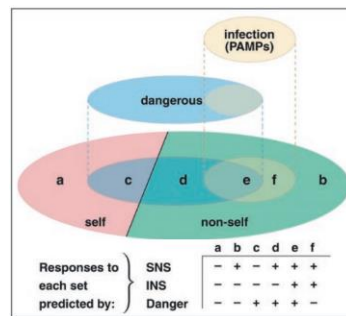 infection
(PAMPs)
dangerous
a c d e f b
self non-self
a b c d e f
Responses to SNS – + – + + +
each set INS – – – – + +
predicted by: Danger – – + + + –